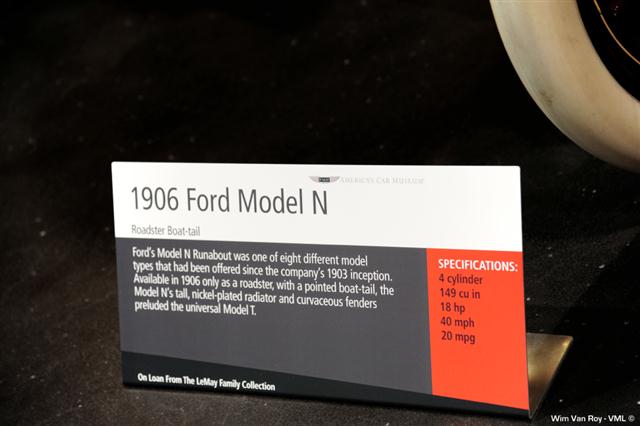 AMERICA'S CAR MUSEUM
1906 Ford Model N
Roadster Boat-tail
Ford's Model N Runabout was one of eight different model
types that had been offered since the company's 1903 inception.
Available in 1906 only as a roadster, with a pointed boat-tail, the
Model N's tall, nickel-plated radiator and curvaceous fenders
preluded the universal Model T.
SPECIFICATIONS:
4 cylinder
149 cu in
18 hp
40 mph
20 mpg
On Loan From The LeMay Family Collection
Wim Van Roy - VML ©